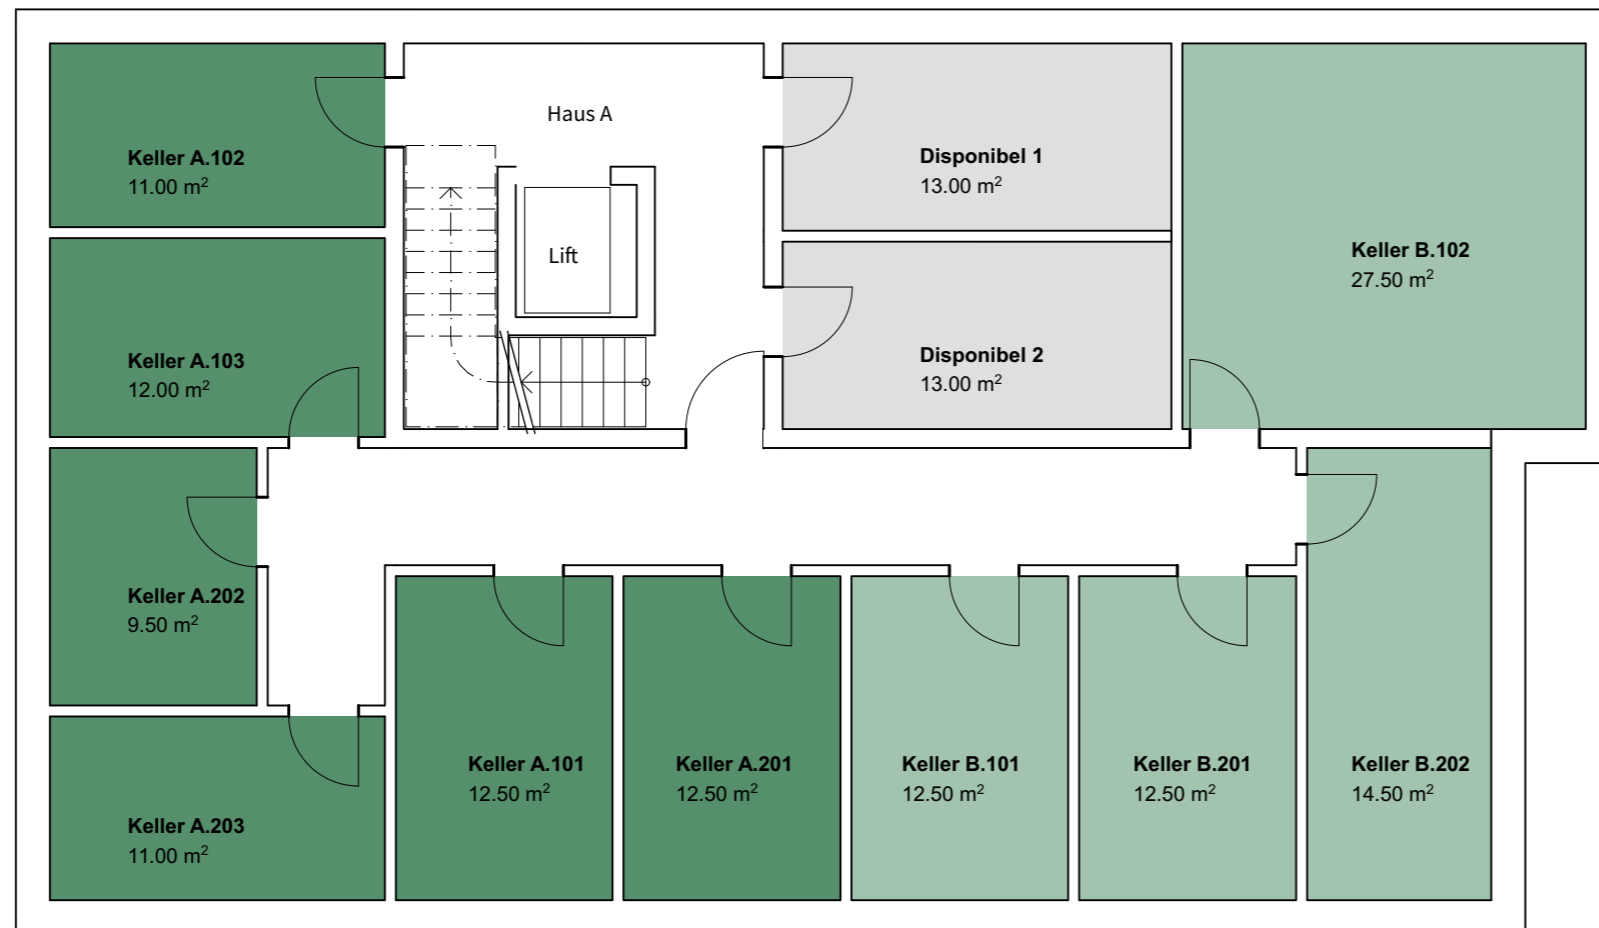 Haus A
Lift
Keller A.102
11.00 m²
Disponibel 1
13.00 m²
Keller B.102
27.50 m²
Keller A.103
12.00 m²
Disponibel 2
13.00 m²
Keller A.202
9.50 m²
Keller A.203
11.00 m²
Keller A.101
12.50 m²
Keller A.201
12.50 m²
Keller B.101
12.50 m²
Keller B.201
12.50 m²
Keller B.202
14.50 m²